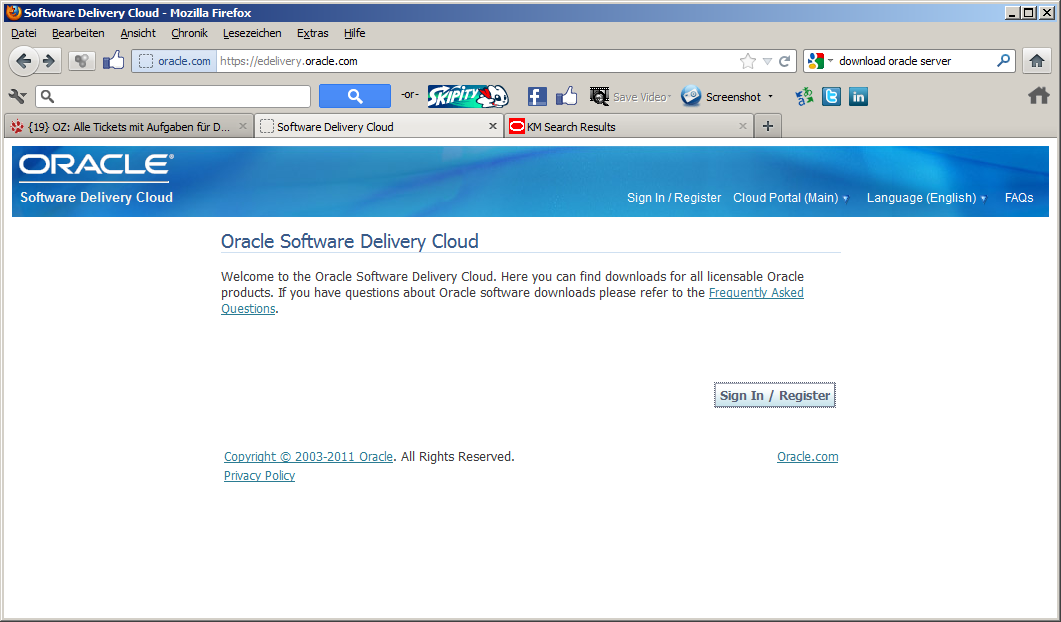 Software Delivery Cloud - Mozilla Firefox
Datei Bearbeiten Ansicht Chronik Lesezeichen Extras Hilfe
oracle.com https://edelivery.oracle.com download oracle server
-or- SKIPITY Save Video Screenshot
{19} OZ: Alle Tickets mit Aufgaben für D... Software Delivery Cloud KM Search Results
ORACLE®
Software Delivery Cloud Sign In / Register Cloud Portal (Main) Language (English) FAQs
Oracle Software Delivery Cloud
Welcome to the Oracle Software Delivery Cloud. Here you can find downloads for all licensable Oracle
products. If you have questions about Oracle software downloads please refer to the Frequently Asked
Questions.
Sign In / Register
Copyright © 2003-2011 Oracle. All Rights Reserved. Oracle.com
Privacy Policy